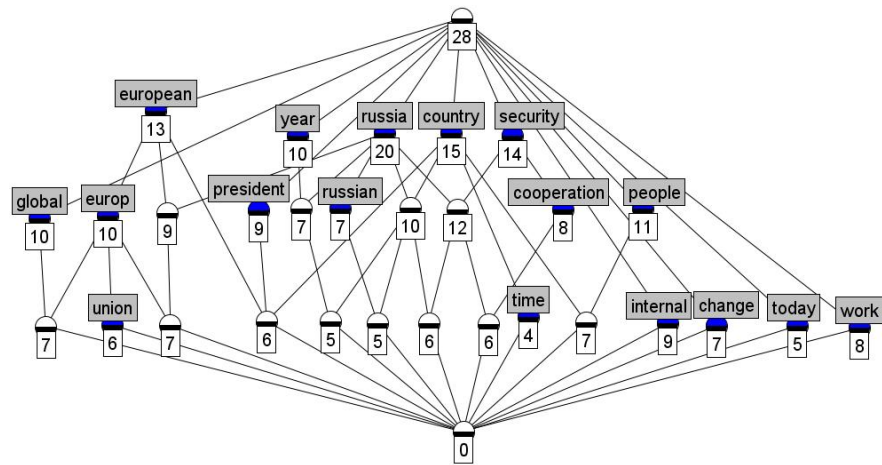 28
european
13
year
10
russia
20
country
15
security
14
global
10
europ
10
9
president
9
7
russian
7
10
12
cooperation
8
people
11
7
union
6
7
6
5
5
6
6
time
4
7
internal
9
change
7
today
5
work
8
0